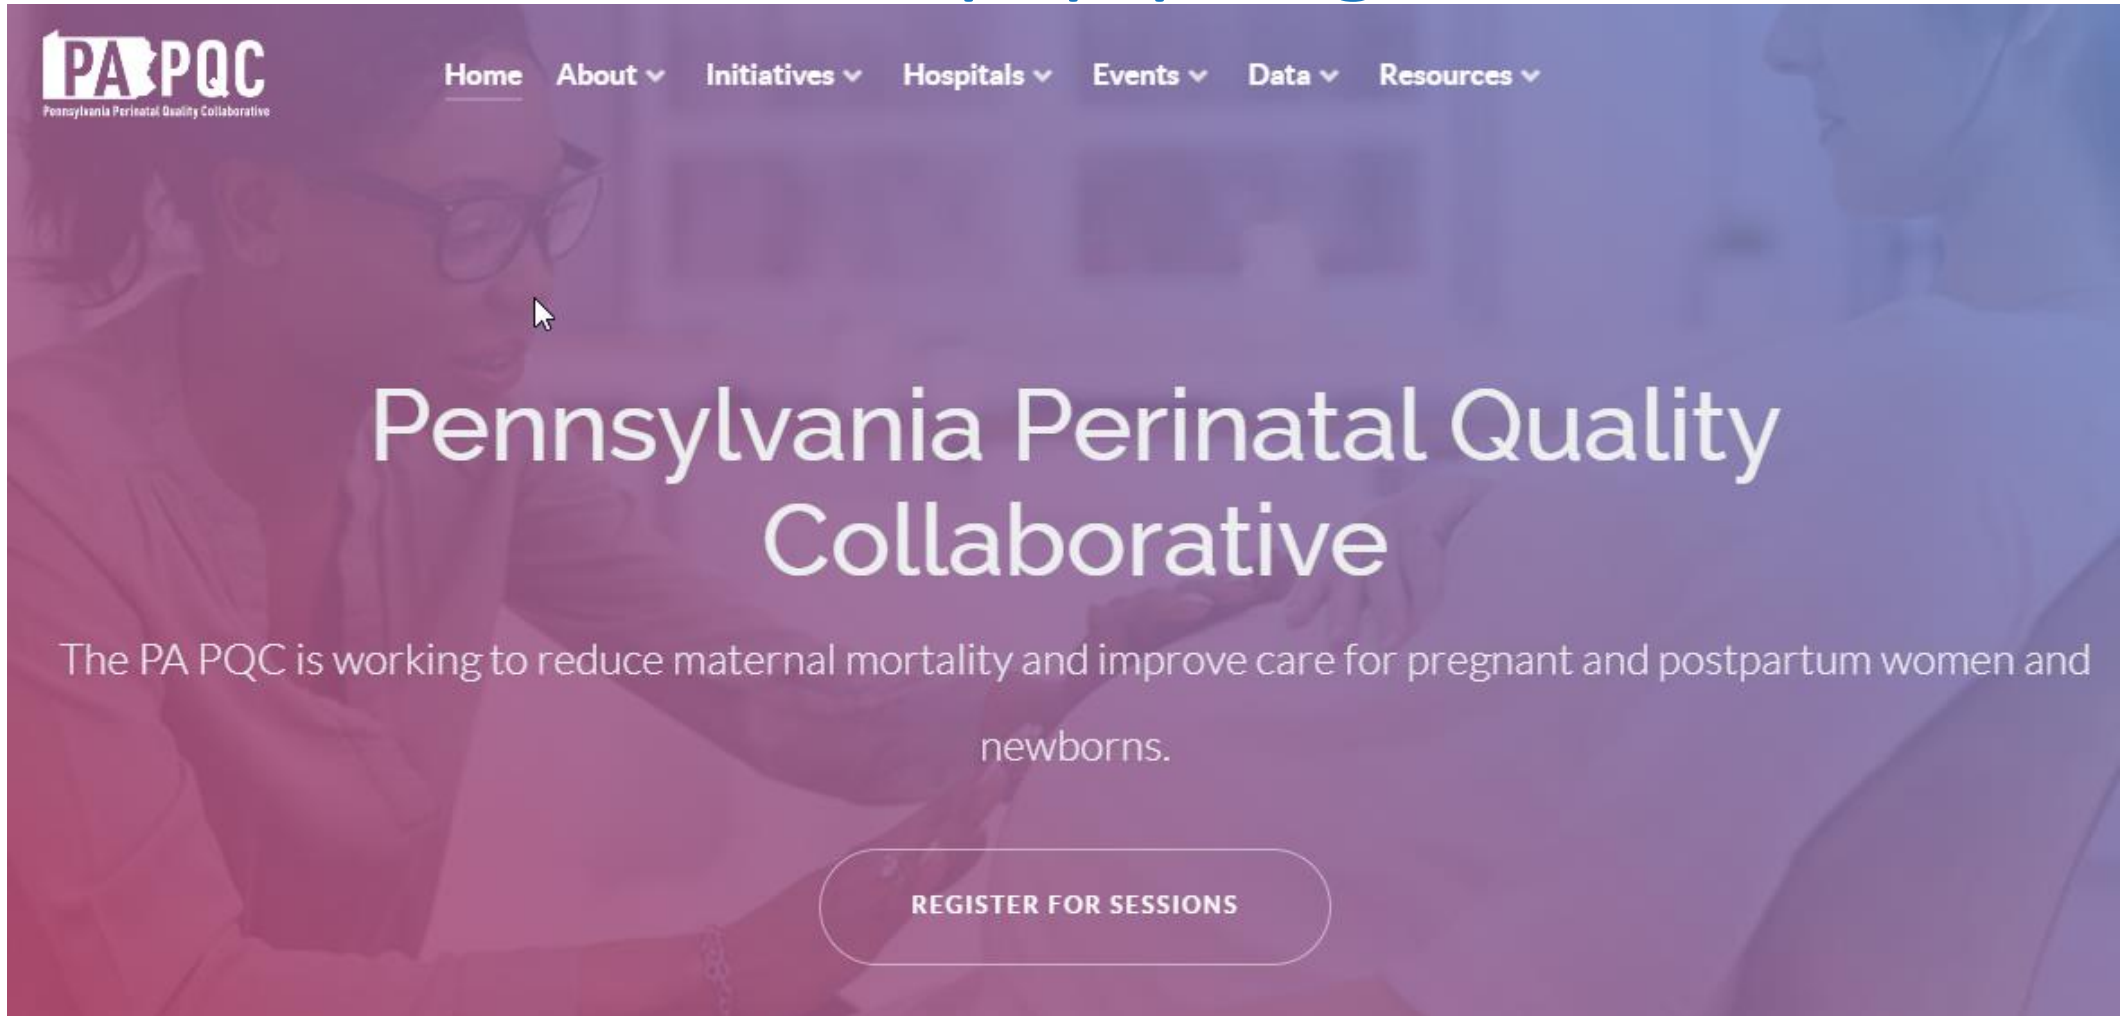 PA PQC
Pennsylvania Perinatal Quality Collaborative
Home About Initiatives Hospitals Events Data Resources
Pennsylvania Perinatal Quality
Collaborative
The PA PQC is working to reduce maternal mortality and improve care for pregnant and postpartum women and
newborns.
REGISTER FOR SESSIONS